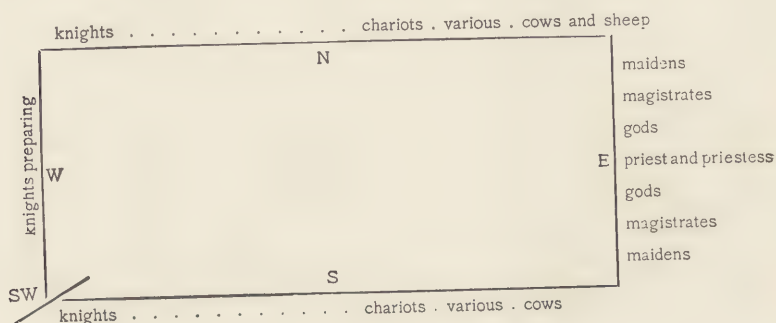 knights . . . . . . . . . . . . chariots . various . cows and sheep
N
maidens
magistrates
gods
knights preparing
W
E
priest and priestess
gods
magistrates
maidens
S
SW
knights . . . . . . . . . . . . chariots . various . cows